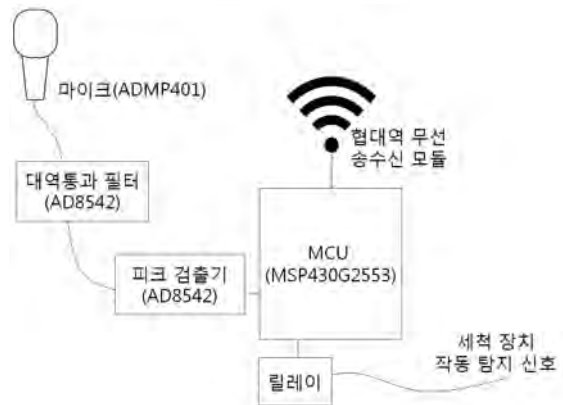 마이크(ADMP401)
협대역 무선
송수신 모듈
대역통과 필터
(AD8542)
MCU
(MSP430G2553)
피크 검출기
(AD8542)
세척 장치
작동 탐지 신호
릴레이